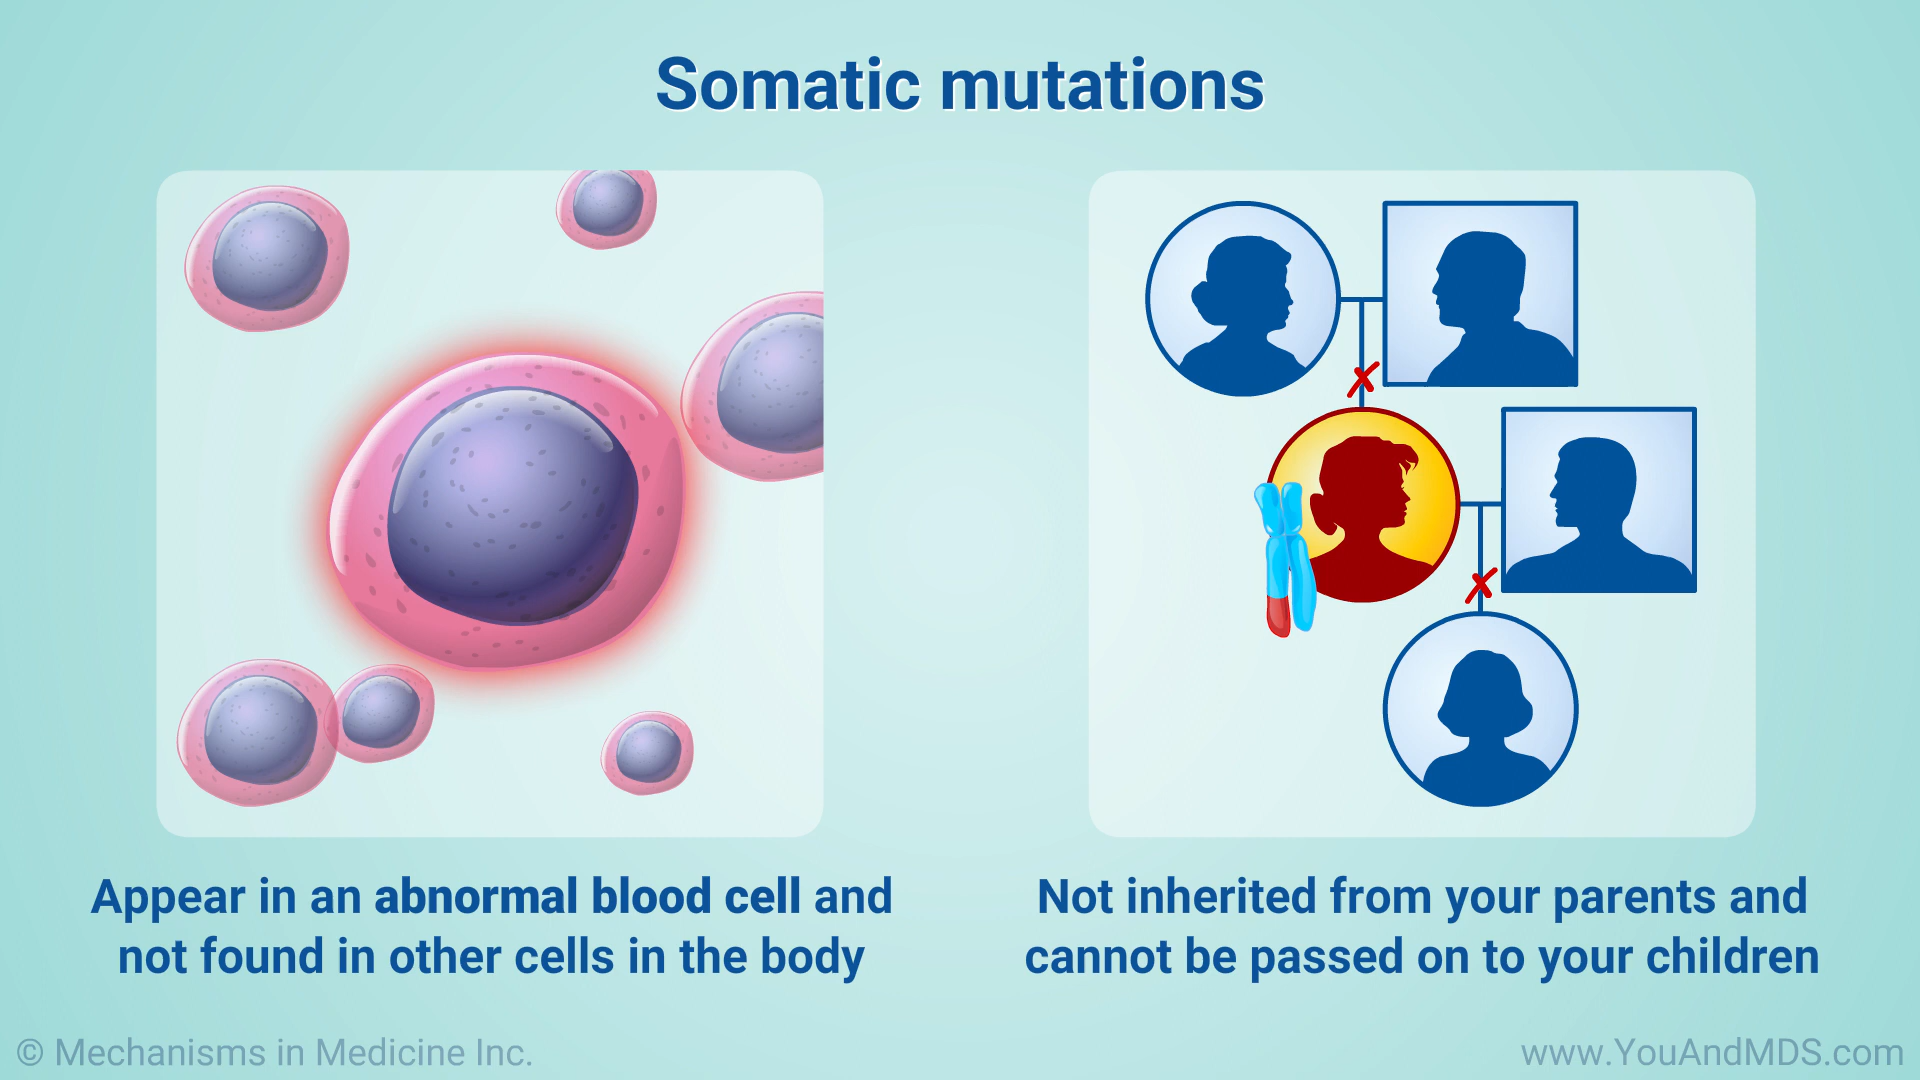 Somatic mutations
Appear in an abnormal blood cell and
not found in other cells in the body
Not inherited from your parents and
cannot be passed on to your children
© Mechanisms in Medicine Inc.
www.YouAndMDS.com